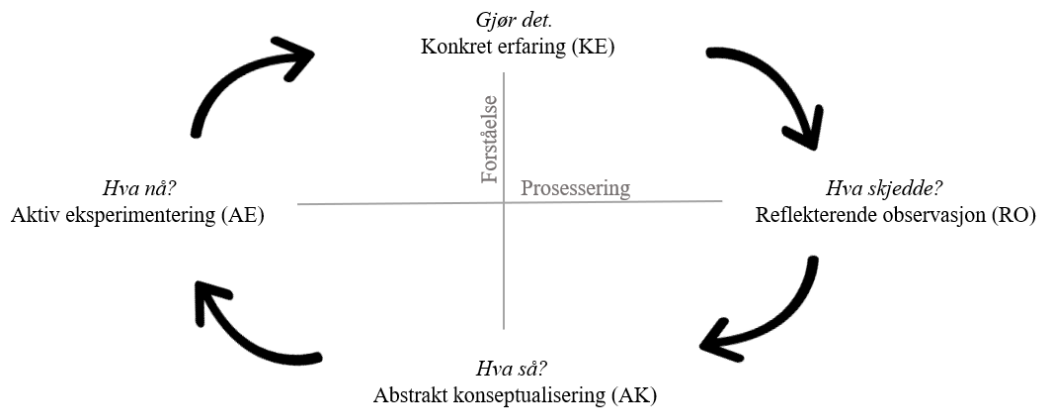 Gjør det.
Konkret erfaring (KE)
Forståelse
Prosessering
Hva nå?
Aktiv eksperimentering (AE)
Hva skjedde?
Reflekterende observasjon (RO)
Hva så?
Abstrakt konseptualisering (AK)